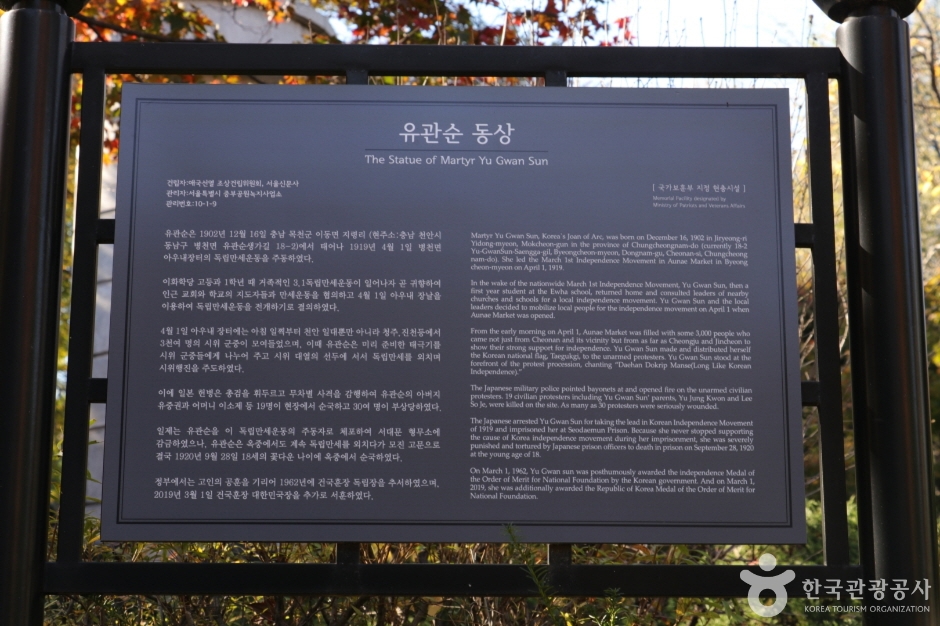 유관순 동상
The Statue of Martyr Yu Gwan Sun
건립자:애국선열 조상건립위원회, 서울신문사
관리자:서울특별시 중부공원녹지사업소
관리번호:10-1-9
[ 국가보훈부 지정 현충시설 ]
Memorial Facility designated by
Ministry of Patriots and Veterans Affairs
유관순은 1902년 12월 16일 충남 목천군 이동면 지령리 (현주소:충남 천안시
동남구 병천면 유관순생가길 18-2)에서 태어나 1919년 4월 1일 병천면
아우내장터의 독립만세운동을 주동하였다.
이화학당 고등과 1학년 때 거족적인 3.1독립만세운동이 일어나자 곧 귀향하여
인근 교회와 학교의 지도자들과 만세운동을 협의하고 4월 1일 아우내 장날을
이용하여 독립만세운동을 전개하기로 결의하였다.
4월 1일 아우내 장터에는 아침 일찍부터 천안 일대뿐만 아니라 청주,진천등에서
3천여 명의 시위 군중이 모여들었으며, 이때 유관순은 미리 준비한 태극기를
시위 군중들에게 나누어 주고 시위 대열의 선두에 서서 독립만세를 외치며
시위행진을 주도하였다.
이에 일본 헌병은 총검을 휘두르고 무차별 사격을 감행하여 유관순의 아버지
유중권과 어머니 이소제 등 19명이 현장에서 순국하고 30여 명이 부상당하였다.
일제는 유관순을 이 독립만세운동의 주동자로 체포하여 서대문 형무소에
감금하였으나, 유관순은 옥중에서도 계속 독립만세를 외치다가 모진 고문으로
결국 1920년 9월 28일 18세의 꽃다운 나이에 옥중에서 순국하였다.
정부에서는 고인의 공훈을 기리어 1962년에 건국훈장 독립장을 추서하였으며,
2019년 3월 1일 건국훈장 대한민국장을 추가로 서훈하였다.
Martyr Yu Gwan Sun, Korea's Joan of Arc, was born on December 16, 1902 in Jiryeong-ri
Yidong-myeon, Mokcheon-gun in the province of Chungcheongnam-do (currently 18-2
Yu-GwanSun-Saengga-gil, Byeongcheon-myeon, Dongnam-gu, Cheonan-si, Chungcheong
nam-do). She led the March 1st Independence Movement in Aunae Market in Byeong
cheon-myeon on April 1, 1919.
In the wake of the nationwide March 1st Independence Movement, Yu Gwan Sun, then a
first year student at the Ewha school, returned home and consulted leaders of nearby
churches and schools for a local independence movement. Yu Gwan Sun and the local
leaders decided to mobilize local people for the independence movement on April 1 when
Aunae Market was opened.
From the early morning on April 1, Aunae Market was filled with some 3,000 people who
came not just from Cheonan and its vicinity but from as far as Cheongju and Jincheon to
show their strong support for independence. Yu Gwan Sun made and distributed herself
the Korean national flag, Taegukgi, to the unarmed protesters. Yu Gwan Sun stood at the
forefront of the protest procession, chanting "Daehan Dokrip Manse(Long Like Korean
Independence)."
The Japanese military police pointed bayonets at and opened fire on the unarmed civilian
protesters. 19 civilian protesters including Yu Gwan Sun' parents, Yu Jung Kwon and Lee
So Je, were killed on the site. As many as 30 protesters were seriously wounded.
The Japanese arrested Yu Gwan Sun for taking the lead in Korean Independence Movement
of 1919 and imprisoned her at Seodaemun Prison. Because she never stopped supporting
the cause of Korea independence movement during her imprisonment, she was severely
punished and tortured by Japanese prison officers to death in prison on September 28, 1920
at the young age of 18.
On March 1, 1962, Yu Gwan sun was posthumously awarded the independence Medal of
the Order of Merit for National Foundation by the Korean government. And on March 1,
2019, she was additionally awarded the Republic of Korea Medal of the Order of Merit for
National Foundation.
한국관광공사
KOREA TOURISM ORGANIZATION